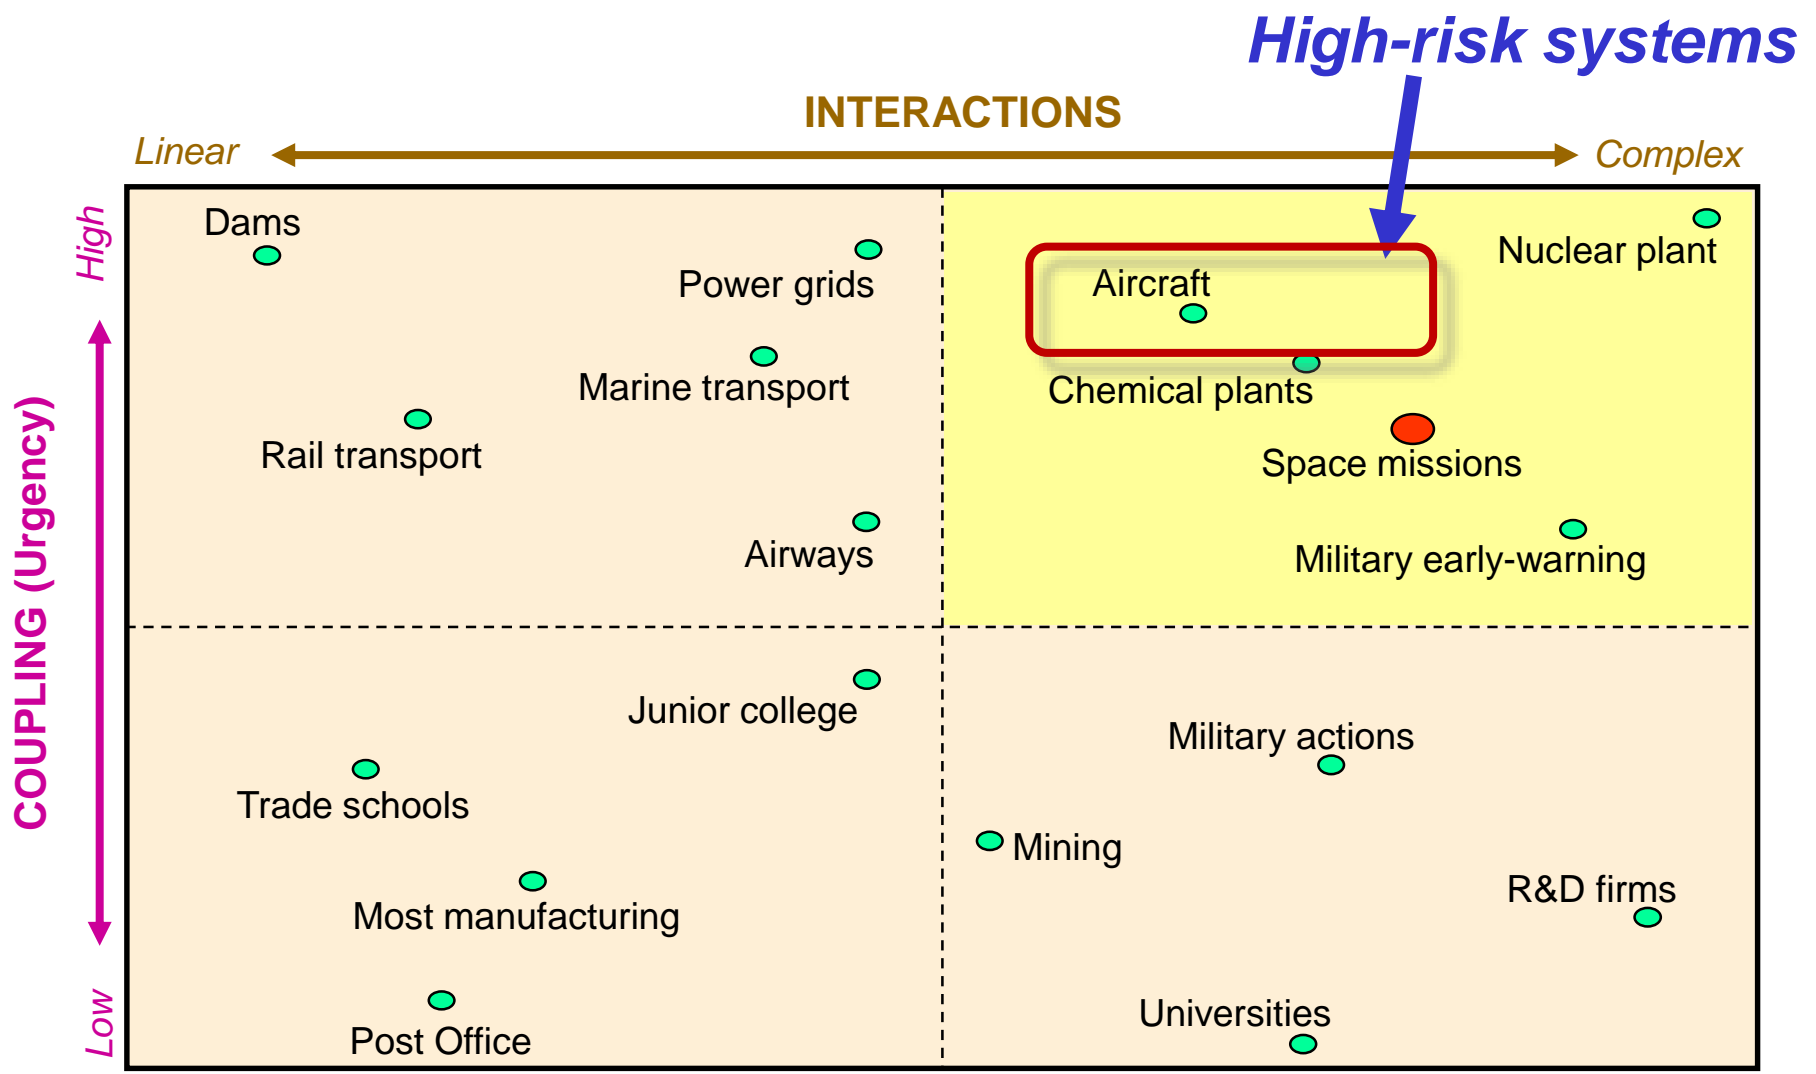 High-risk systems
INTERACTIONS
Linear
Complex
High
COUPLING (Urgency)
Low
Dams
Power grids
Marine transport
Rail transport
Airways
Aircraft
Nuclear plant
Chemical plants
Space missions
Military early-warning
Junior college
Trade schools
Most manufacturing
Post Office
Military actions
Mining
R&D firms
Universities